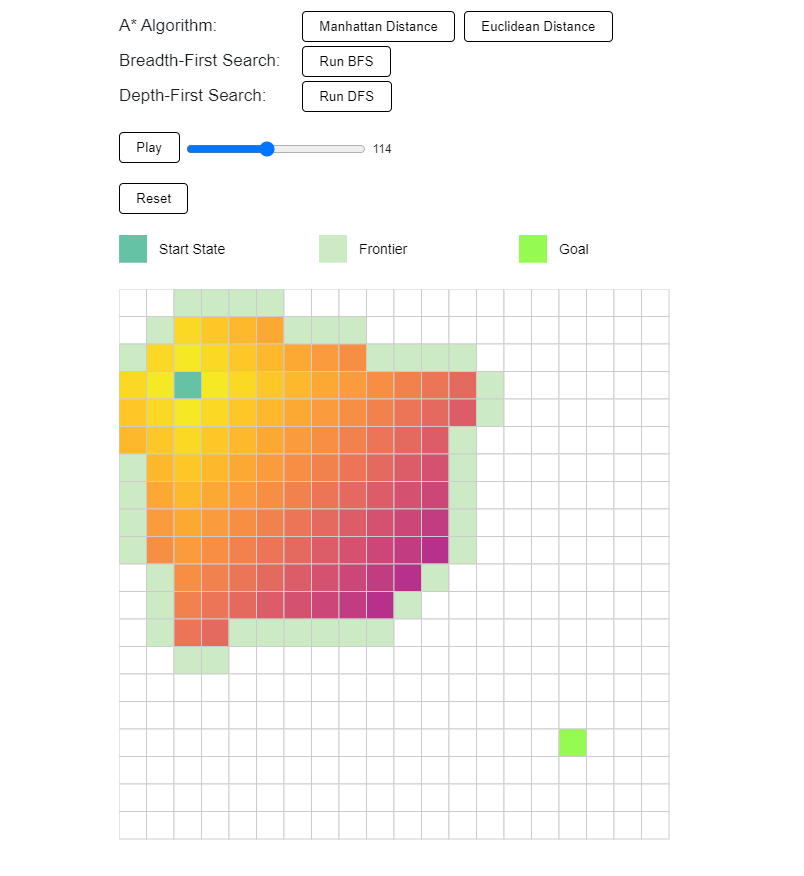 A* Algorithm: Manhattan Distance Euclidean Distance
Breadth-First Search: Run BFS
Depth-First Search: Run DFS
Play 114
Reset
Start State Frontier Goal